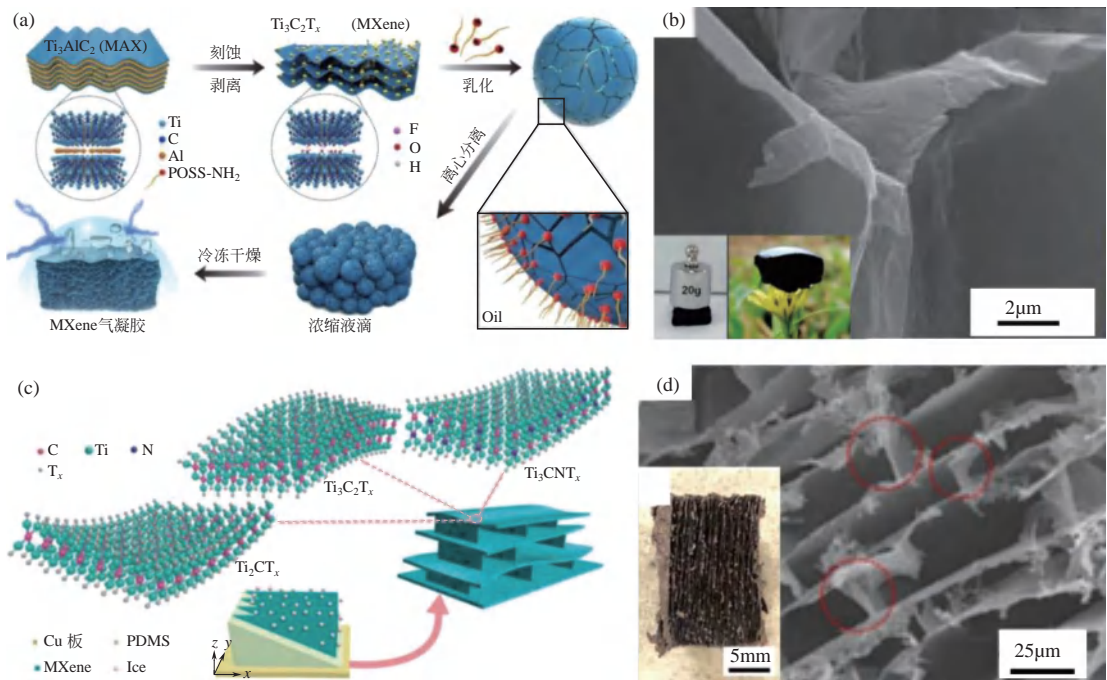 (a)
Ti₃AlC₂ (MAX)
刻蚀
剥离
Ti₃C₂Tₓ
(MXene)
乳化
Ti
C
Al
POSS-NH₂
F
O
H
离心分离
Oil
冷冻干燥
MXene气凝胶
浓缩液滴
(b)
20g
2μm
(c)
C
Ti
N
Tₓ
Ti₃C₂Tₓ
Ti₃CNTₓ
Ti₂CTₓ
Cu 板
PDMS
MXene
Ice
z
y
x
(d)
5mm
25μm